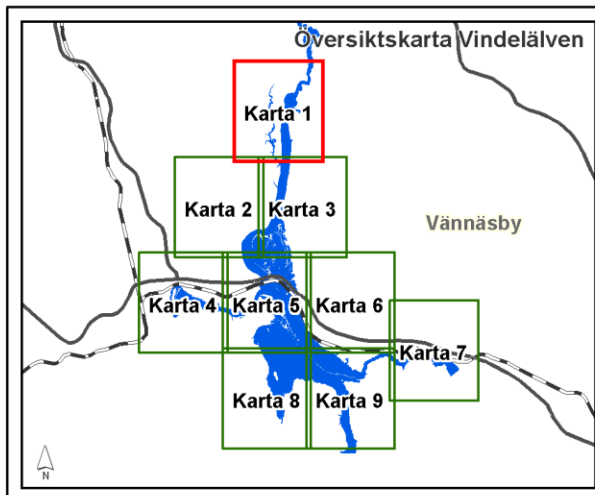 Översiktskarta Vindelälven
Karta 1
Karta 2
Karta 3
Vännäsby
Karta 4
Karta 5
Karta 6
Karta 7
Karta 8
Karta 9
N